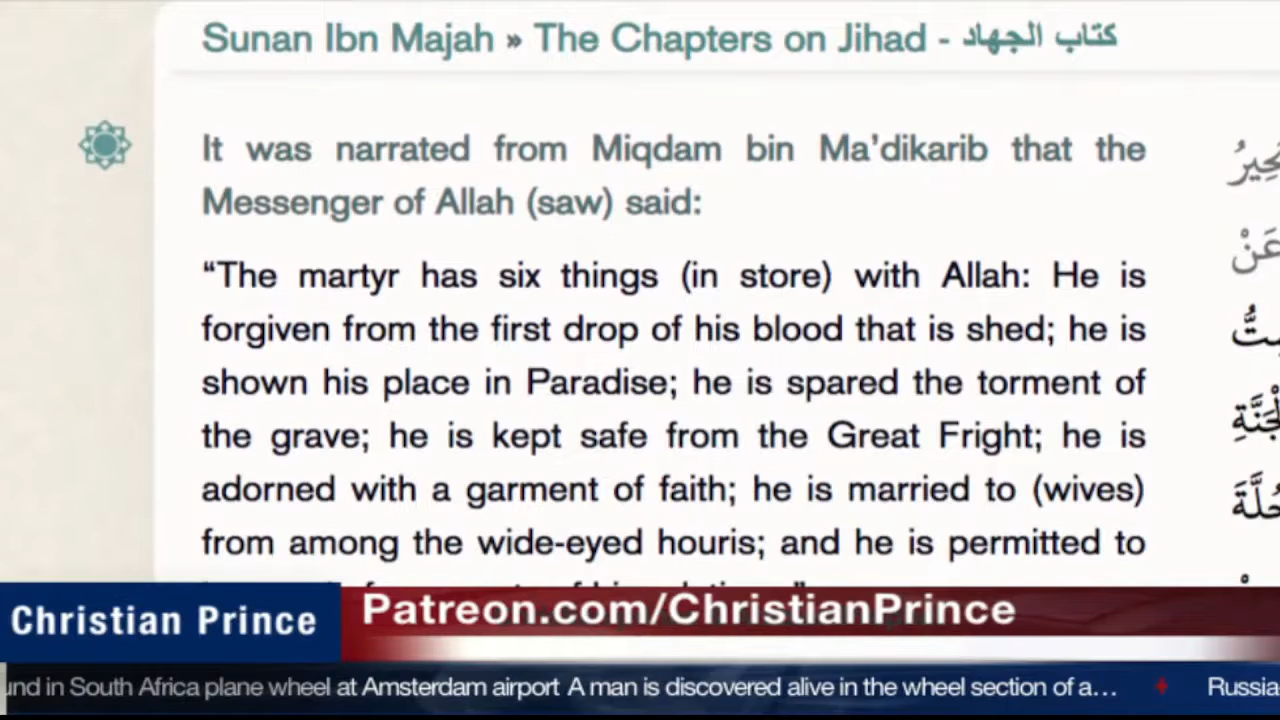 Sunan Ibn Majah » The Chapters on Jihad - كتاب الجهاد
It was narrated from Miqdam bin Ma’dikarib that the
Messenger of Allah (saw) said:
“The martyr has six things (in store) with Allah: He is
forgiven from the first drop of his blood that is shed; he is
shown his place in Paradise; he is spared the torment of
the grave; he is kept safe from the Great Fright; he is
adorned with a garment of faith; he is married to (wives)
from among the wide-eyed houris; and he is permitted to
عَنْ
Christian Prince
Patreon.com/ChristianPrince
und in South Africa plane wheel at Amsterdam airport A man is discovered alive in the wheel section of a... Russia